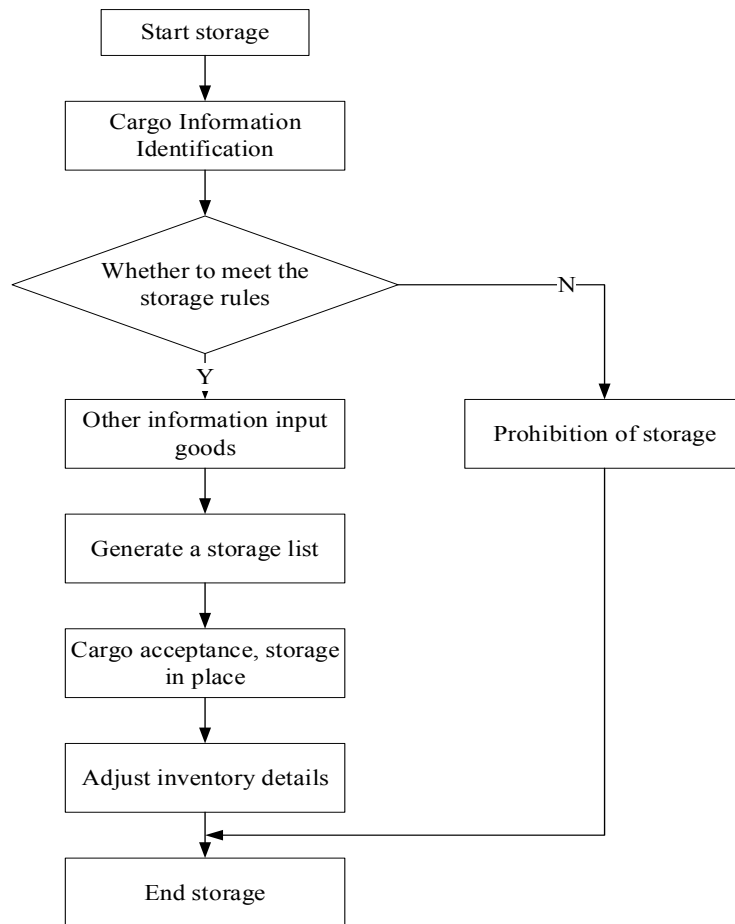 Start storage
Cargo Information
Identification
Whether to meet the
storage rules
N
Y
Other information input
goods
Prohibition of storage
Generate a storage list
Cargo acceptance, storage
in place
Adjust inventory details
End storage